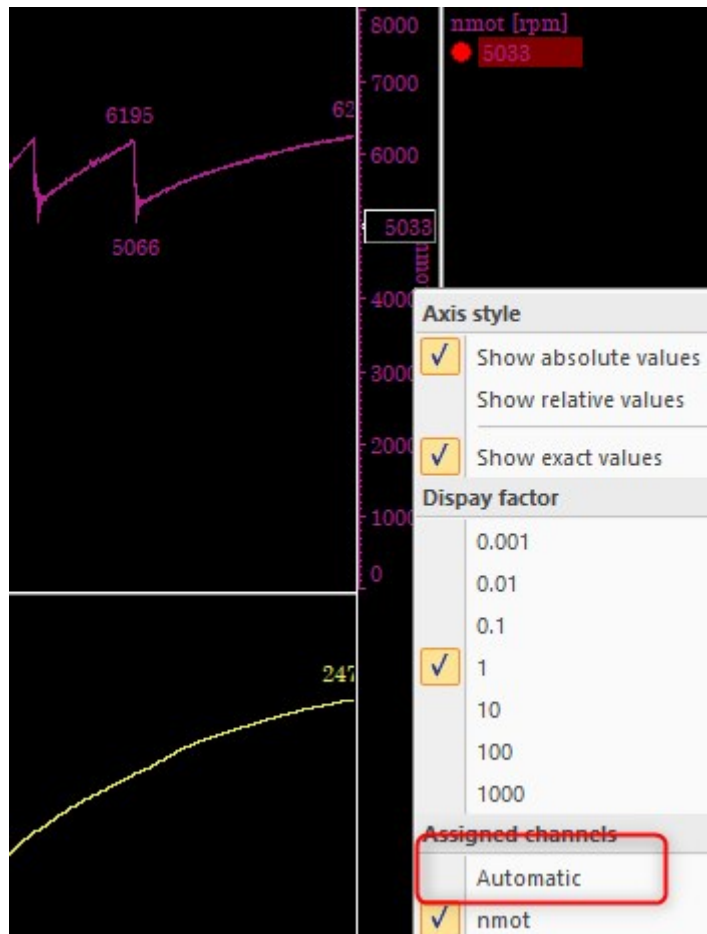 8000
nmot [rpm]
5033
7000
6195
62
6000
5033
5066
4000
Axis style
Show absolute values
3000
Show relative values
2000
Show exact values
Dispay factor
1000
0.001
0
0.01
0.1
1
247
10
100
1000
Assigned channels
Automatic
nmot